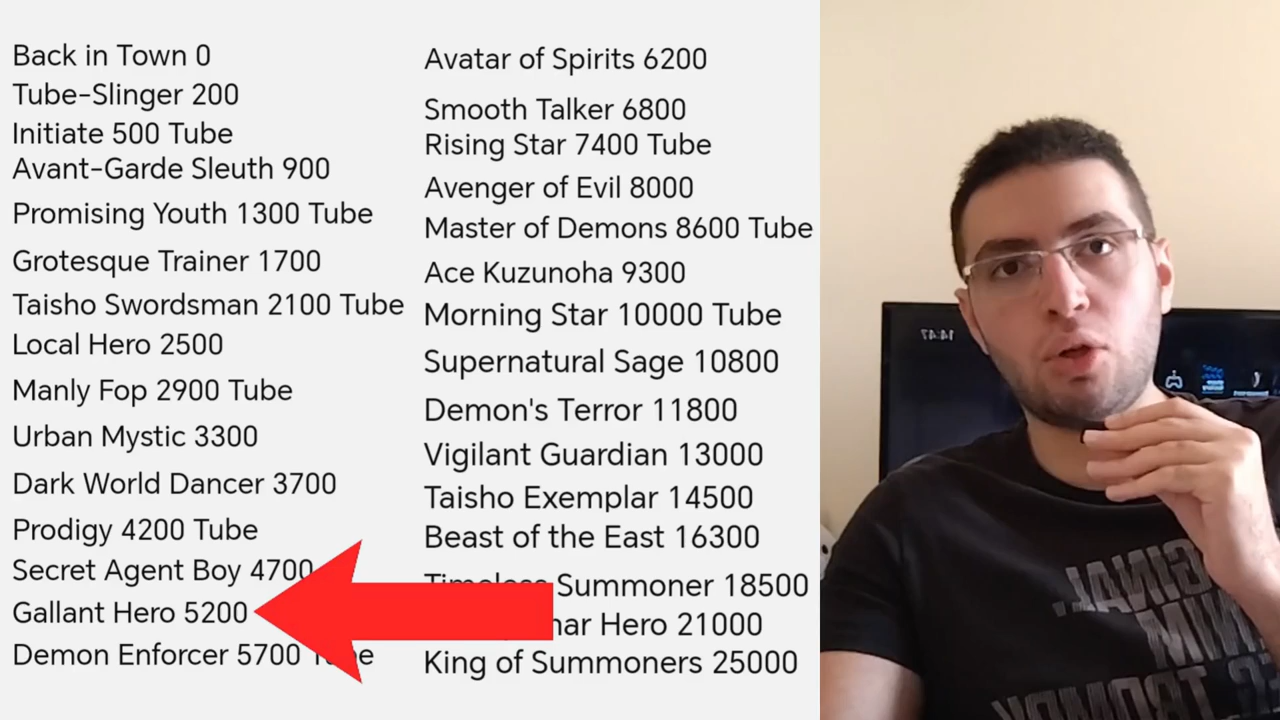 Back in Town 0
Tube-Slinger 200
Initiate 500 Tube
Avant-Garde Sleuth 900
Promising Youth 1300 Tube
Grotesque Trainer 1700
Taisho Swordsman 2100 Tube
Local Hero 2500
Manly Fop 2900 Tube
Urban Mystic 3300
Dark World Dancer 3700
Prodigy 4200 Tube
Secret Agent Boy 4700
Gallant Hero 5200
Demon Enforcer 5700
Avatar of Spirits 6200
Smooth Talker 6800
Rising Star 7400 Tube
Avenger of Evil 8000
Master of Demons 8600 Tube
Ace Kuzunoha 9300
Morning Star 10000 Tube
Supernatural Sage 10800
Demon's Terror 11800
Vigilant Guardian 13000
Taisho Exemplar 14500
Beast of the East 16300
Summoner 18500
Hero 21000
King of Summoners 25000
14:47